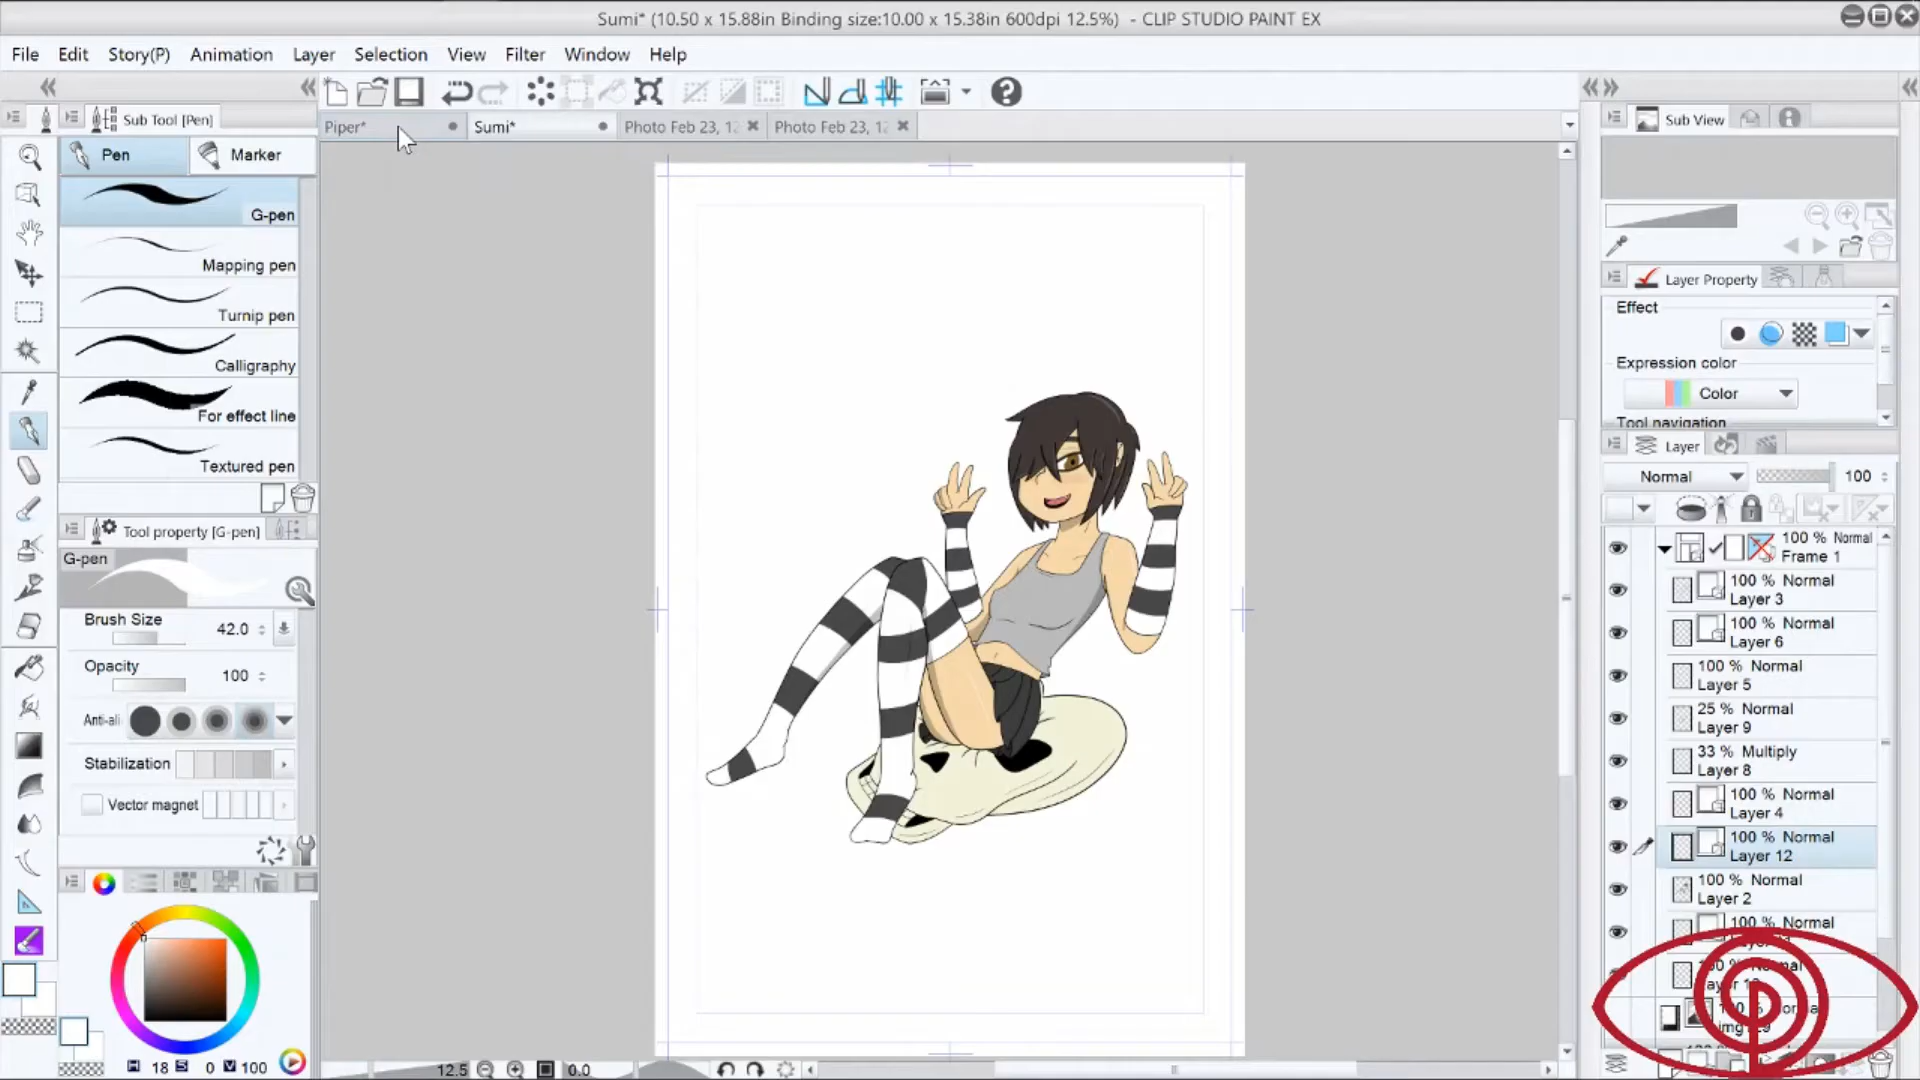 Sumi* (10.50 x 15.88in Binding size:10.00 x 15.38in 600dpi 12.5%) - CLIP STUDIO PAINT EX
File Edit Story(P) Animation Layer Selection View Filter Window Help
Sub Tool [Pen]
Piper* Sumi* Photo Feb 23, 12 Photo Feb 23, 12
Sub View
Pen Marker
G-pen
Mapping pen
Turnip pen
Calligraphy
For effect line
Textured pen
Tool property [G-pen]
G-pen
Brush Size 42.0
Opacity 100
Anti-ali
Stabilization
Vector magnet
H 18 S 0 V 100
12.5 0.0
Layer Property
Effect
Expression color
Color
Tool navigation
Layer
Normal 100
100 % Normal
Frame 1
100 % Normal
Layer 3
100 % Normal
Layer 6
100 % Normal
Layer 5
25 % Normal
Layer 9
33 % Multiply
Layer 8
100 % Normal
Layer 4
100 % Normal
Layer 12
100 % Normal
Layer 2
100 % Normal